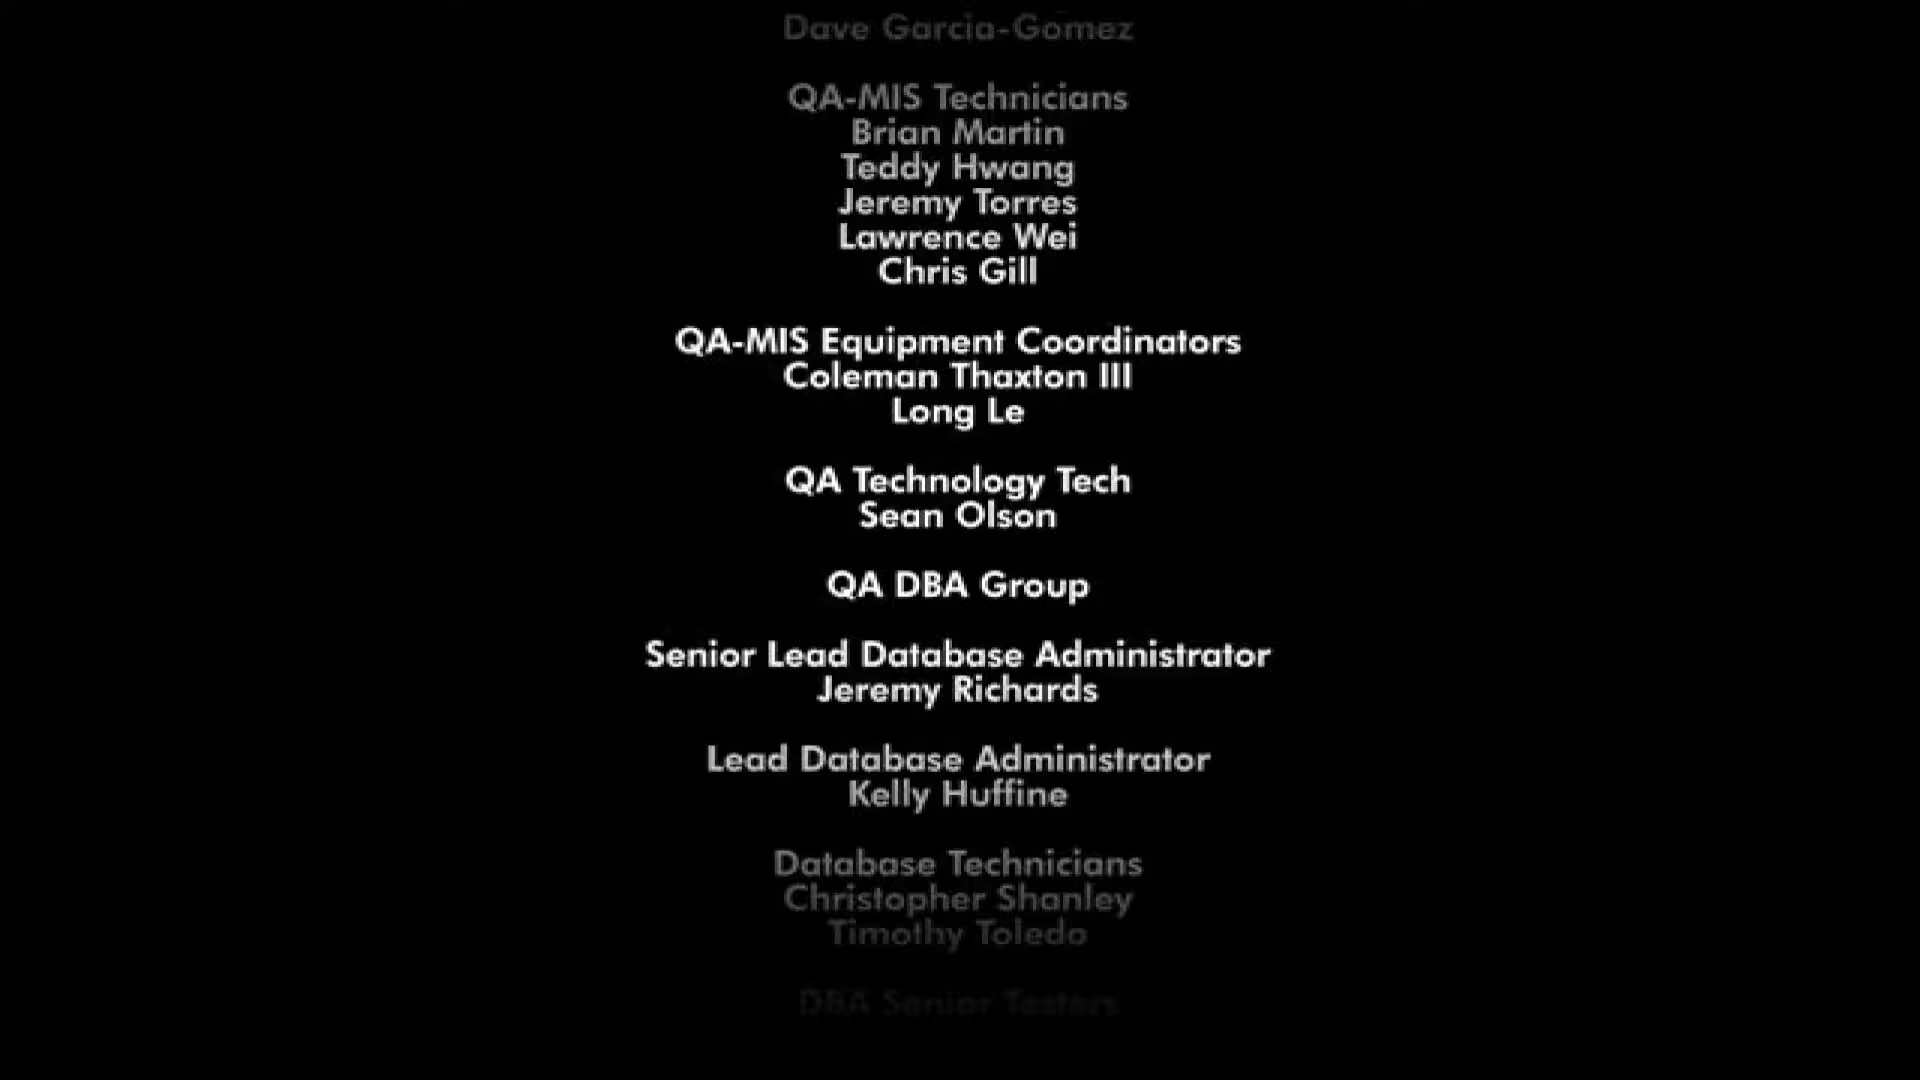 Dave Garcia-Gomez
QA-MIS Technicians
Brian Martin
Teddy Hwang
Jeremy Torres
Lawrence Wei
Chris Gill
QA-MIS Equipment Coordinators
Coleman Thaxton III
Long Le
QA Technology Tech
Sean Olson
QA DBA Group
Senior Lead Database Administrator
Jeremy Richards
Lead Database Administrator
Kelly Huffine
Database Technicians
Christopher Shanley
Timothy Toledo
DBA Senior Testers